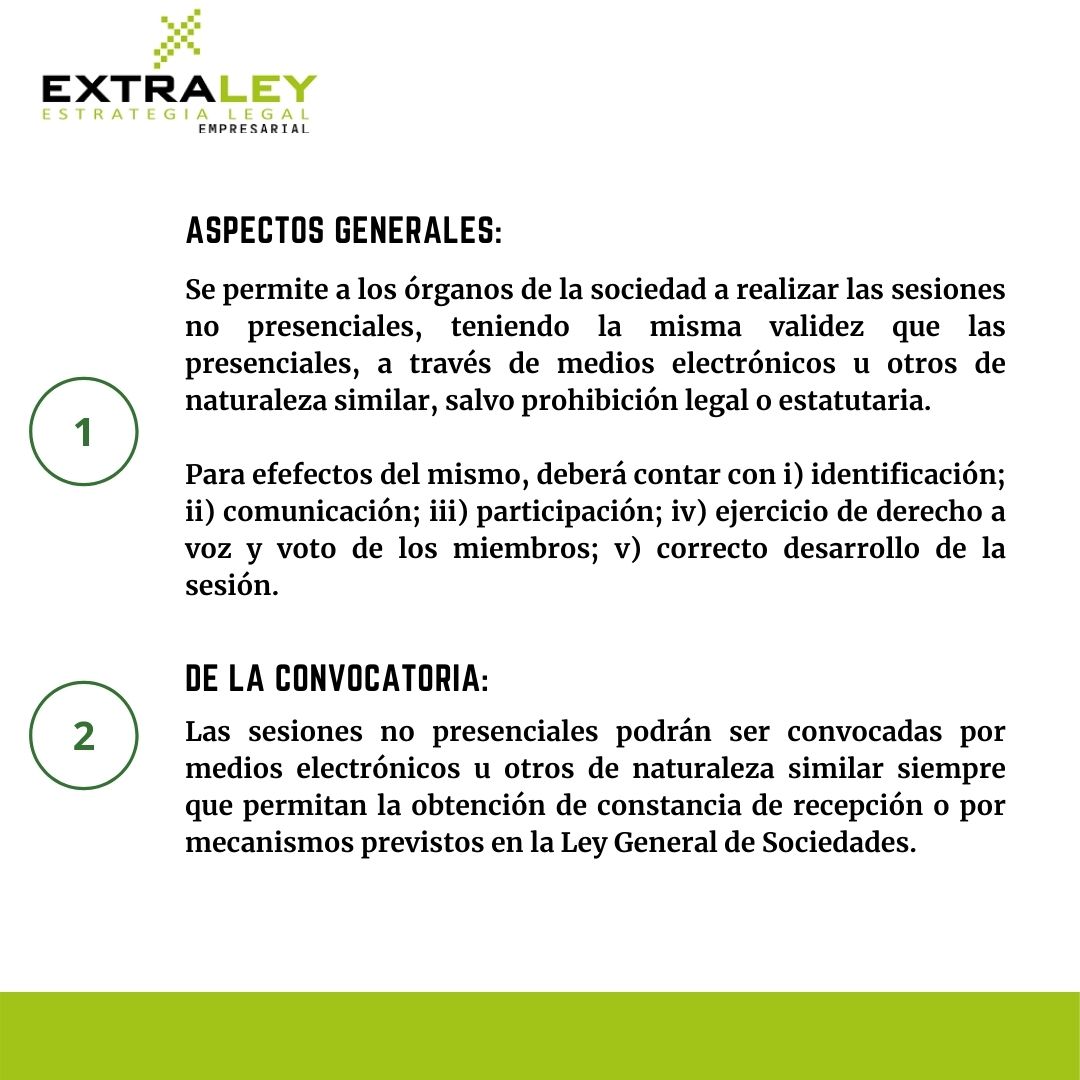 EXTRALEY
ESTRATEGIA LEGAL
EMPRESARIAL
ASPECTOS GENERALES:
Se permite a los órganos de la sociedad a realizar las sesiones
no presenciales, teniendo la misma validez que las
presenciales, a través de medios electrónicos u otros de
naturaleza similar, salvo prohibición legal o estatutaria.
1
Para efefectos del mismo, deberá contar con i) identificación;
ii) comunicación; iii) participación; iv) ejercicio de derecho a
voz y voto de los miembros; v) correcto desarrollo de la
sesión.
DE LA CONVOCATORIA:
2
Las sesiones no presenciales podrán ser convocadas por
medios electrónicos u otros de naturaleza similar siempre
que permitan la obtención de constancia de recepción o por
mecanismos previstos en la Ley General de Sociedades.